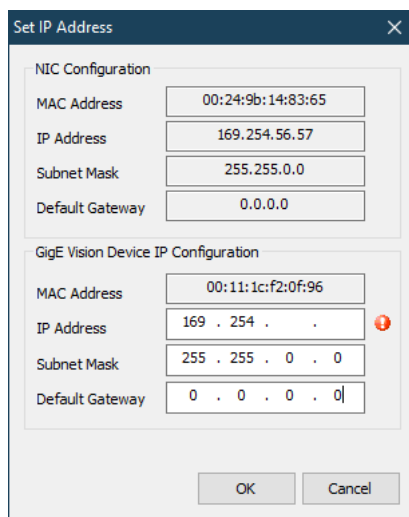 Set IP Address
NIC Configuration
MAC Address 00:24:9b:14:83:65
IP Address 169.254.56.57
Subnet Mask 255.255.0.0
Default Gateway 0.0.0.0
GigE Vision Device IP Configuration
MAC Address 00:11:1c:f2:0f:96
IP Address 169 . 254 . .
Subnet Mask 255 . 255 . 0 . 0
Default Gateway 0 . 0 . 0 . 0
OK Cancel